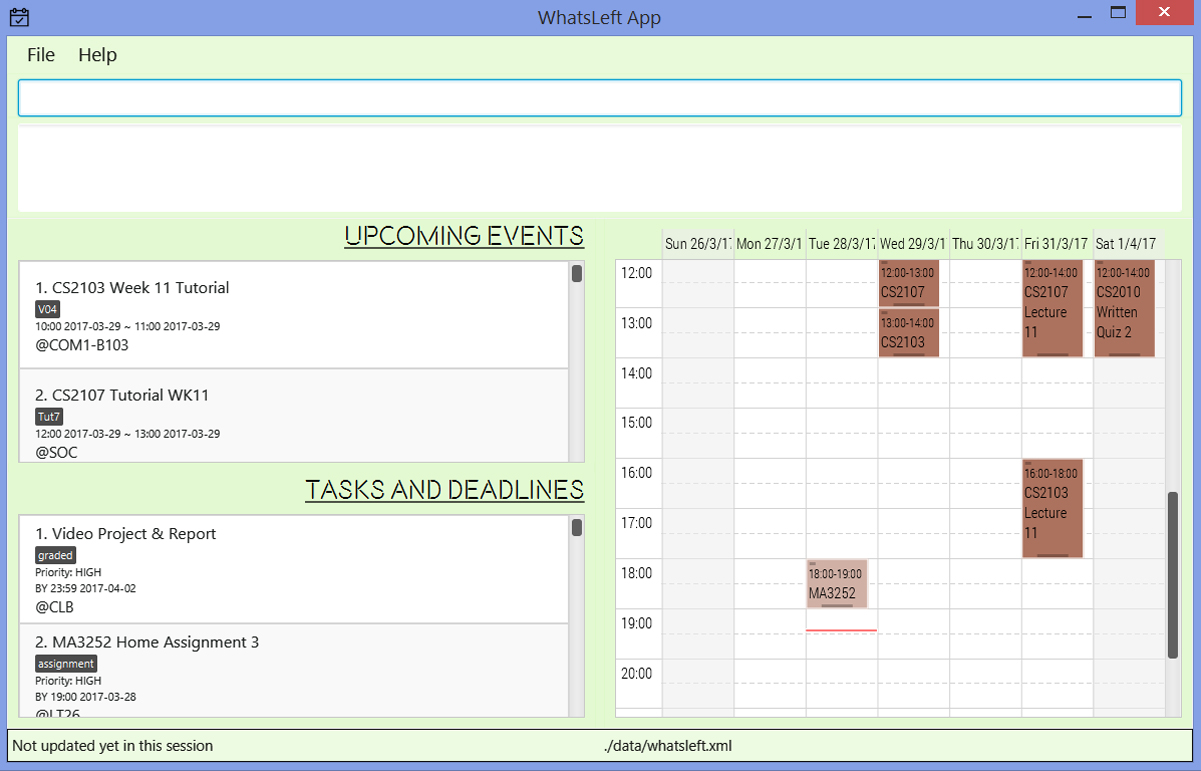 WhatsLeft App
File Help
UPCOMING EVENTS
1. CS2103 Week 11 Tutorial
V04
10:00 2017-03-29 ~ 11:00 2017-03-29
@COM1-B103
2. CS2107 Tutorial WK11
Tut7
12:00 2017-03-29 ~ 13:00 2017-03-29
@SOC
TASKS AND DEADLINES
1. Video Project & Report
graded
Priority: HIGH
BY 23:59 2017-04-02
@CLB
2. MA3252 Home Assignment 3
assignment
Priority: HIGH
BY 19:00 2017-03-28
@LT26
Sun 26/3/17 Mon 27/3/1 Tue 28/3/17 Wed 29/3/1 Thu 30/3/17 Fri 31/3/17 Sat 1/4/17
12:00
13:00
14:00
15:00
16:00
17:00
18:00
19:00
20:00
18:00-19:00
MA3252
12:00-13:00
CS2107
13:00-14:00
CS2103
12:00-14:00
CS2107
Lecture
11
16:00-18:00
CS2103
Lecture
11
12:00-14:00
CS2010
Written
Quiz 2
Not updated yet in this session
./data/whatsleft.xml